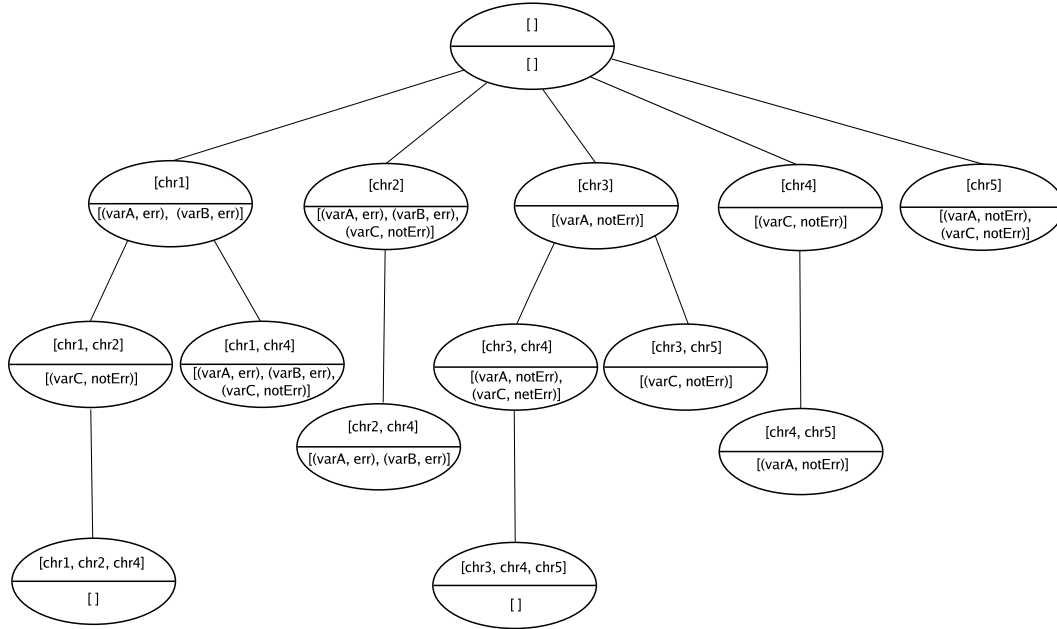 [ ]
[ ]
[chr1]
[(varA, err), (varB, err)]
[chr2]
[(varA, err), (varB, err),
(varC, notErr)]
[chr3]
[(varA, notErr)]
[chr4]
[(varC, notErr)]
[chr5]
[(varA, notErr),
(varC, notErr)]
[chr1, chr2]
[(varC, notErr)]
[chr1, chr4]
[(varA, err), (varB, err),
(varC, notErr)]
[chr3, chr4]
[(varA, notErr),
(varC, netErr)]
[chr3, chr5]
[(varC, notErr)]
[chr2, chr4]
[(varA, err), (varB, err)]
[chr4, chr5]
[(varA, notErr)]
[chr1, chr2, chr4]
[ ]
[chr3, chr4, chr5]
[ ]